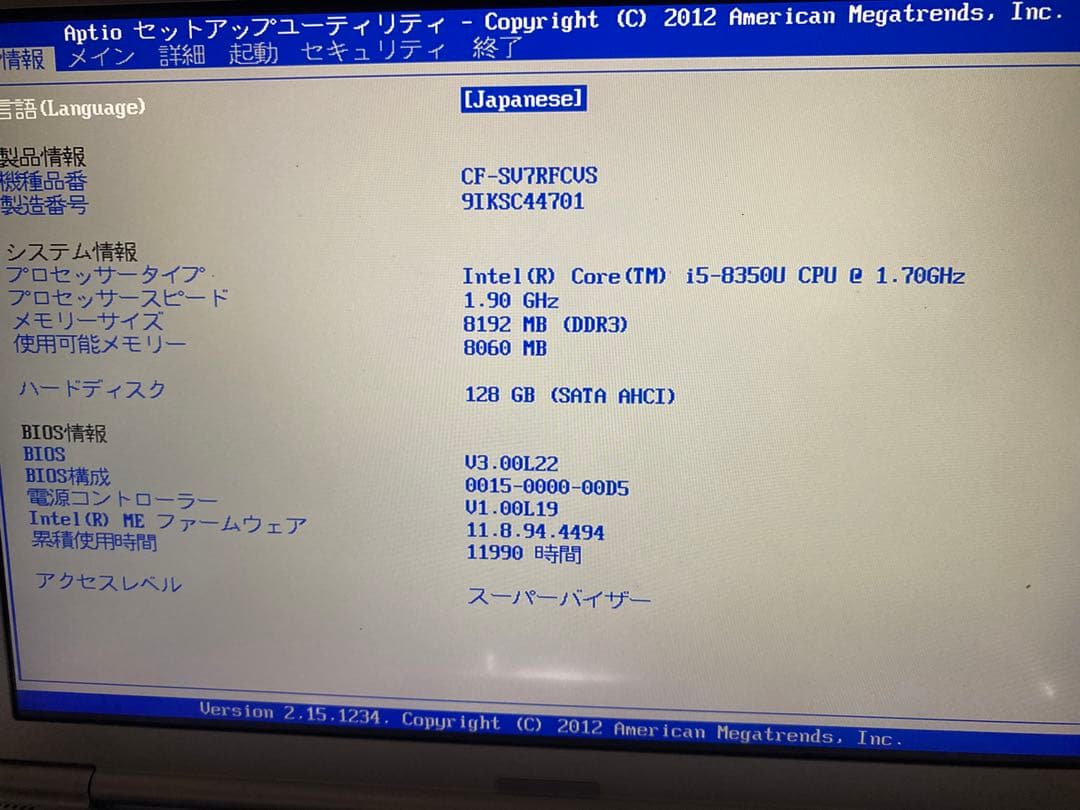 Aptio セットアップユーティリティ - Copyright (C) 2012 American Megatrends, Inc.
情報 メイン 詳細 起動 セキュリティ 終了
言語(Language) [Japanese]
製品情報
機種品番 CF-SV7RFCVS
製造番号 9IKSC44701
システム情報
プロセッサータイプ Intel(R) Core(TM) i5-8350U CPU @ 1.70GHz
プロセッサースピード 1.90 GHz
メモリーサイズ 8192 MB (DDR3)
使用可能メモリー 8060 MB
ハードディスク 128 GB (SATA AHCI)
BIOS情報
BIOS V3.00L22
BIOS構成 0015-0000-00D5
電源コントローラー V1.00L19
Intel(R) ME ファームウェア 11.8.94.4494
累積使用時間 11990 時間
アクセスレベル スーパーバイザー
Version 2.15.1234. Copyright (C) 2012 American Megatrends, Inc.